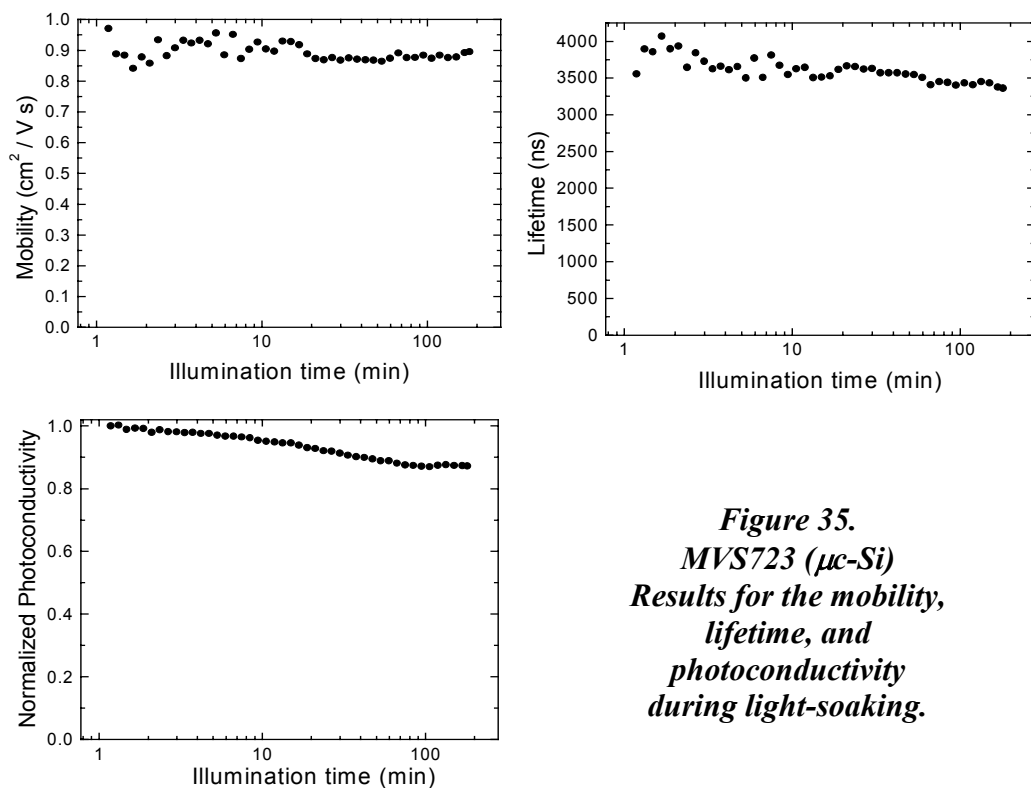 1.0
0.9
0.8
0.7
0.6
0.5
0.4
0.3
0.2
0.1
0.0
Mobility (cm² / V s)
1
10
100
Illumination time (min)
4000
3500
3000
2500
2000
1500
1000
500
0
Lifetime (ns)
1
10
100
Illumination time (min)
1.0
0.8
0.6
0.4
0.2
0.0
Normalized Photoconductivity
1
10
100
Illumination time (min)
Figure 35.
MVS723 (μc-Si)
Results for the mobility,
lifetime, and
photoconductivity
during light-soaking.